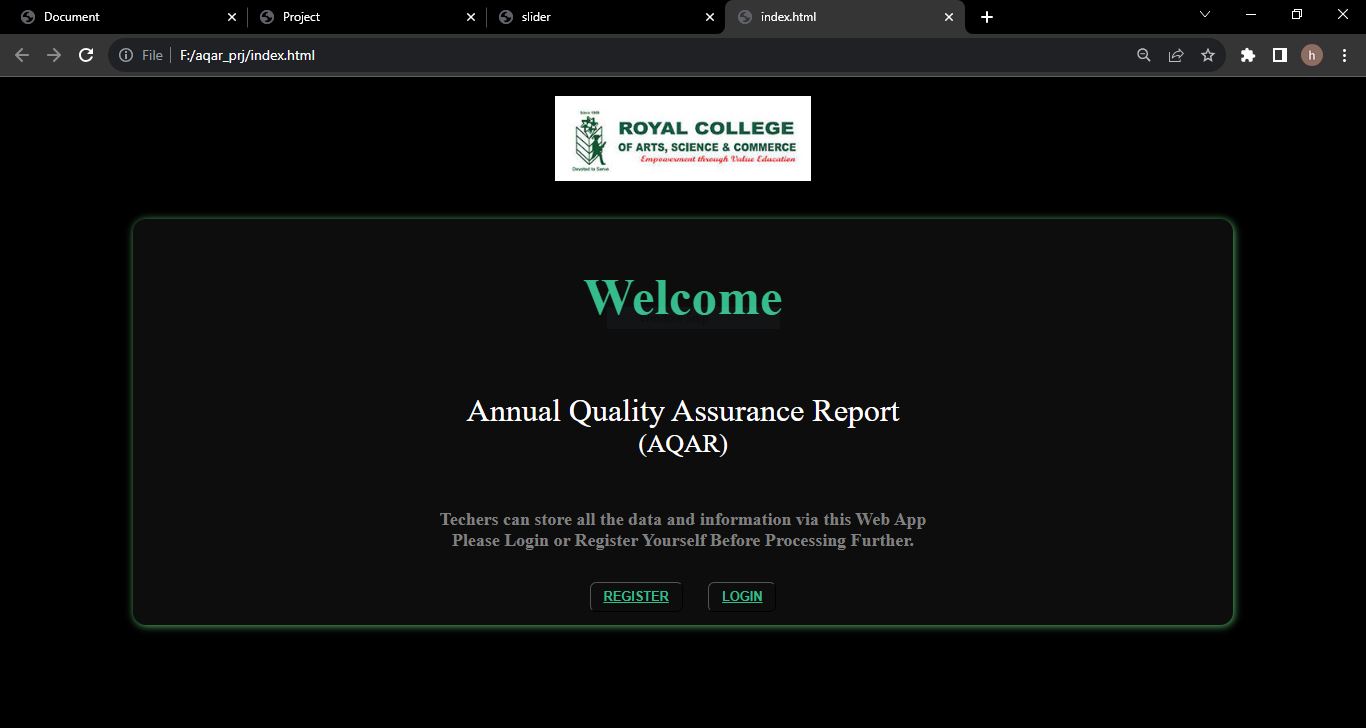 Document
Project
slider
index.html
File
F:/aqar_prj/index.html
h
Since 1989
ROYAL COLLEGE
OF ARTS, SCIENCE & COMMERCE
Empowerment through Value Education
Devoted to Serve
Welcome
Annual Quality Assurance Report
(AQAR)
Techers can store all the data and information via this Web App
Please Login or Register Yourself Before Processing Further.
REGISTER LOGIN